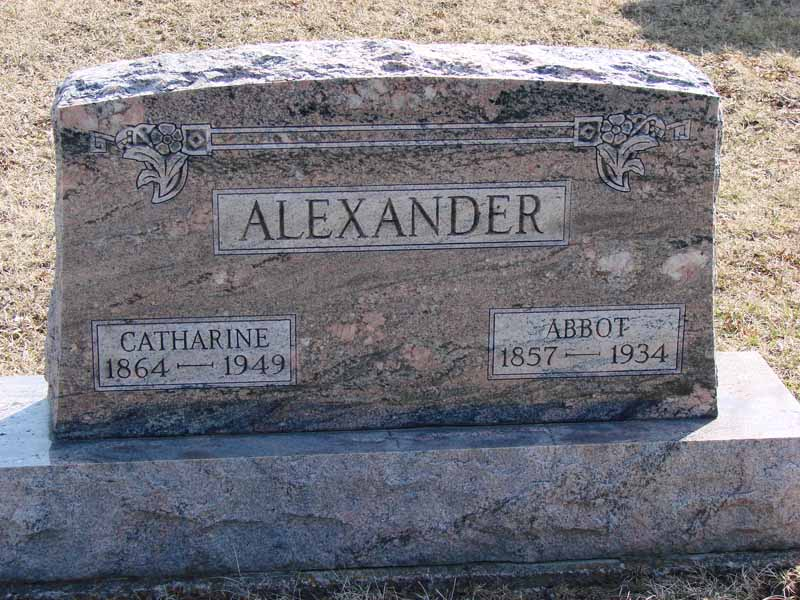 ALEXANDER
CATHARINE
1864 — 1949
ABBOT
1857 — 1934